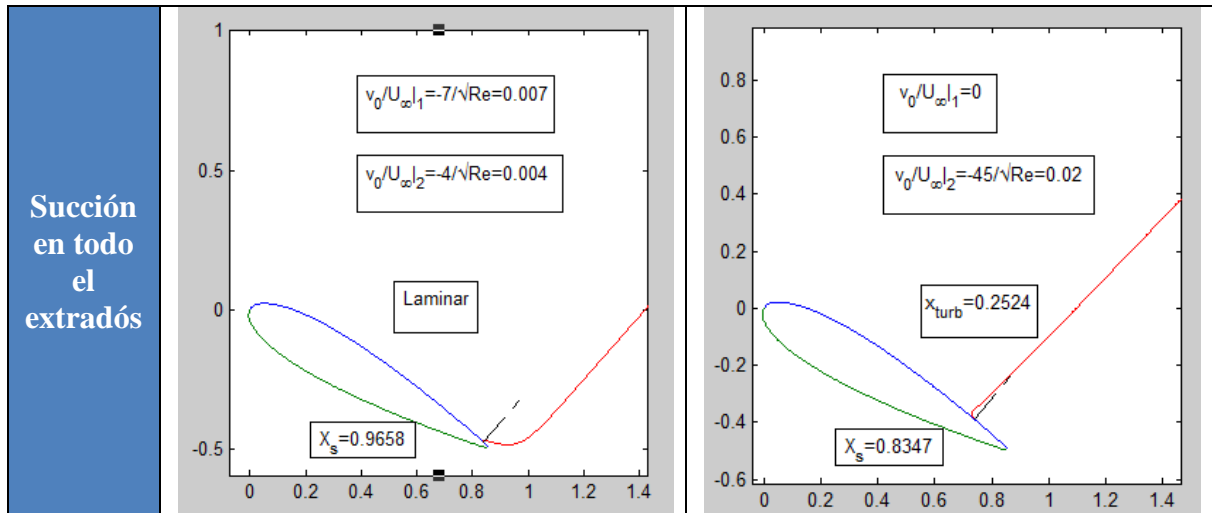 Succión
en todo
el
extradós
1
0.5
0
-0.5
0 0.2 0.4 0.6 0.8 1 1.2 1.4
v₀/U∞|₁=-7/√Re=0.007
v₀/U∞|₂=-4/√Re=0.004
Laminar
Xₛ=0.9658
0.8
0.6
0.4
0.2
0
-0.2
-0.4
-0.6
0 0.2 0.4 0.6 0.8 1 1.2 1.4
v₀/U∞|₁=0
v₀/U∞|₂=-45/√Re=0.02
x_turb=0.2524
Xₛ=0.8347